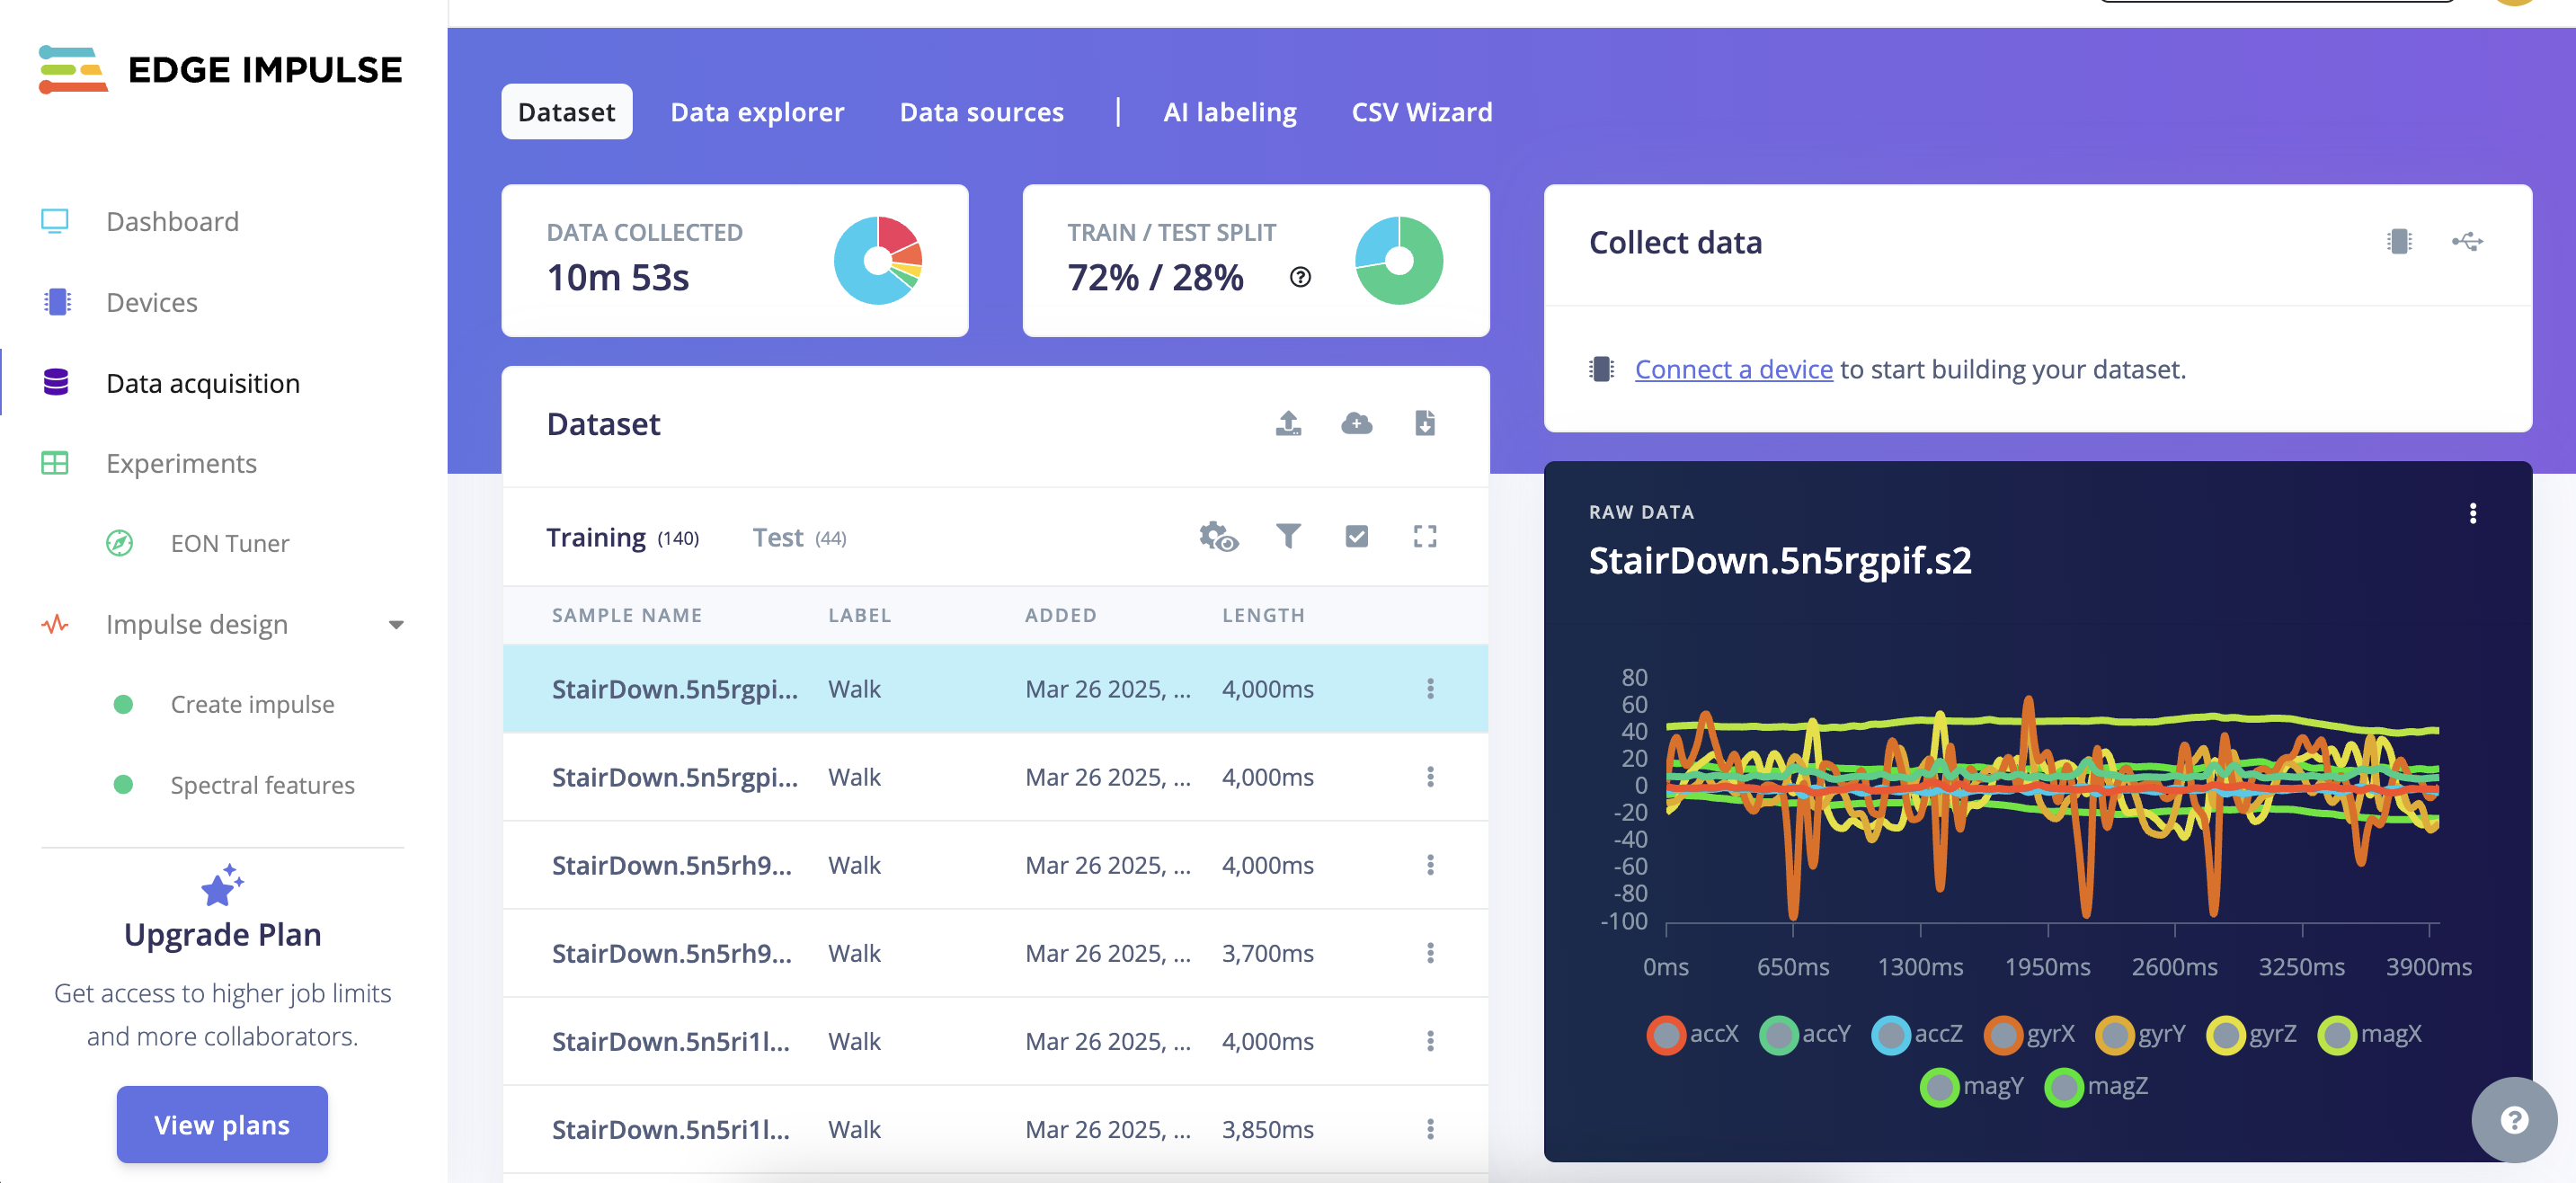 EDGE IMPULSE
Dashboard
Devices
Data acquisition
Experiments
EON Tuner
Impulse design
Create impulse
Spectral features
Upgrade Plan
Get access to higher job limits
and more collaborators.
View plans
Dataset Data explorer Data sources | AI labeling CSV Wizard
DATA COLLECTED
10m 53s
TRAIN / TEST SPLIT
72% / 28% ?
Dataset
Training (140) Test (44)
SAMPLE NAME LABEL ADDED LENGTH
StairDown.5n5rgpi... Walk Mar 26 2025, ... 4,000ms
StairDown.5n5rgpi... Walk Mar 26 2025, ... 4,000ms
StairDown.5n5rh9... Walk Mar 26 2025, ... 4,000ms
StairDown.5n5rh9... Walk Mar 26 2025, ... 3,700ms
StairDown.5n5ri1l... Walk Mar 26 2025, ... 4,000ms
StairDown.5n5ri1l... Walk Mar 26 2025, ... 3,850ms
Collect data
Connect a device to start building your dataset.
RAW DATA
StairDown.5n5rgpif.s2
80
60
40
20
0
-20
-40
-60
-80
-100
0ms 650ms 1300ms 1950ms 2600ms 3250ms 3900ms
accX accY accZ gyrX gyrY gyrZ magX
magY magZ
?